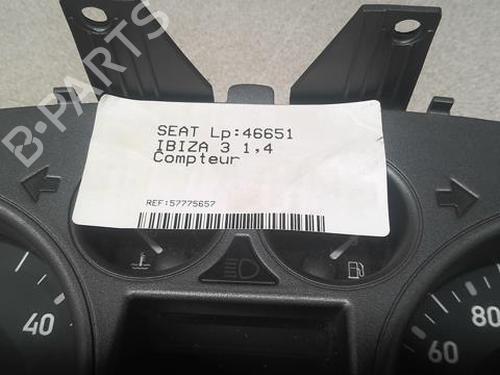 B-PARTS
SEAT Lp:46651
IBIZA 3 1,4
Compteur
REF:57775657
40
80
60